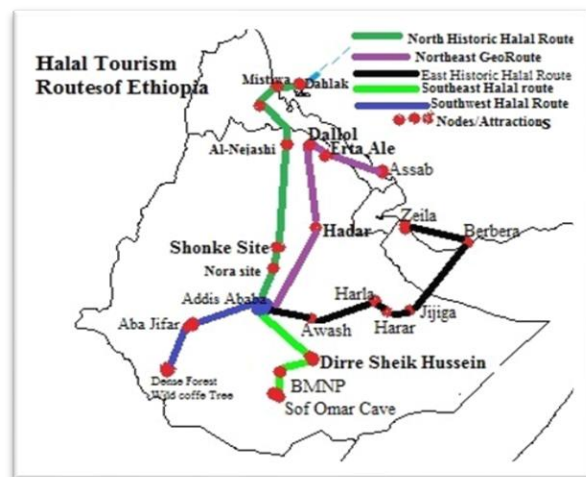 Halal Tourism
Routesof Ethiopia
North Historic Halal Route
Northeast GeoRoute
East Historic Halal Route
Southeast Halal route
Southwest Halal Route
Nodes/Attractions
Mistiwa
Dahlak
Al-Nejashi
Dallol
Erta Ale
Assab
Zeila
Berbera
Shonke Site
Hadar
Nora site
Addis Ababa
Harla
Aba Jifar
Awash
Harar
Jijiga
Dirre Sheik Hussein
Dense Forest
Wild coffe Tree
BMNP
Sof Omar Cave